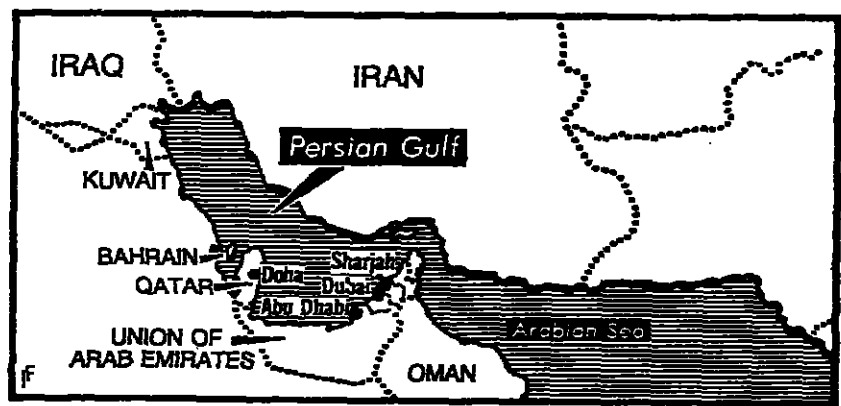 IRAQ
IRAN
Persian Gulf
KUWAIT
BAHRAIN
QATAR
Doha
Sharjah
Dubai
Abu Dhabi
UNION OF
ARAB EMIRATES
OMAN
Arabian Sea